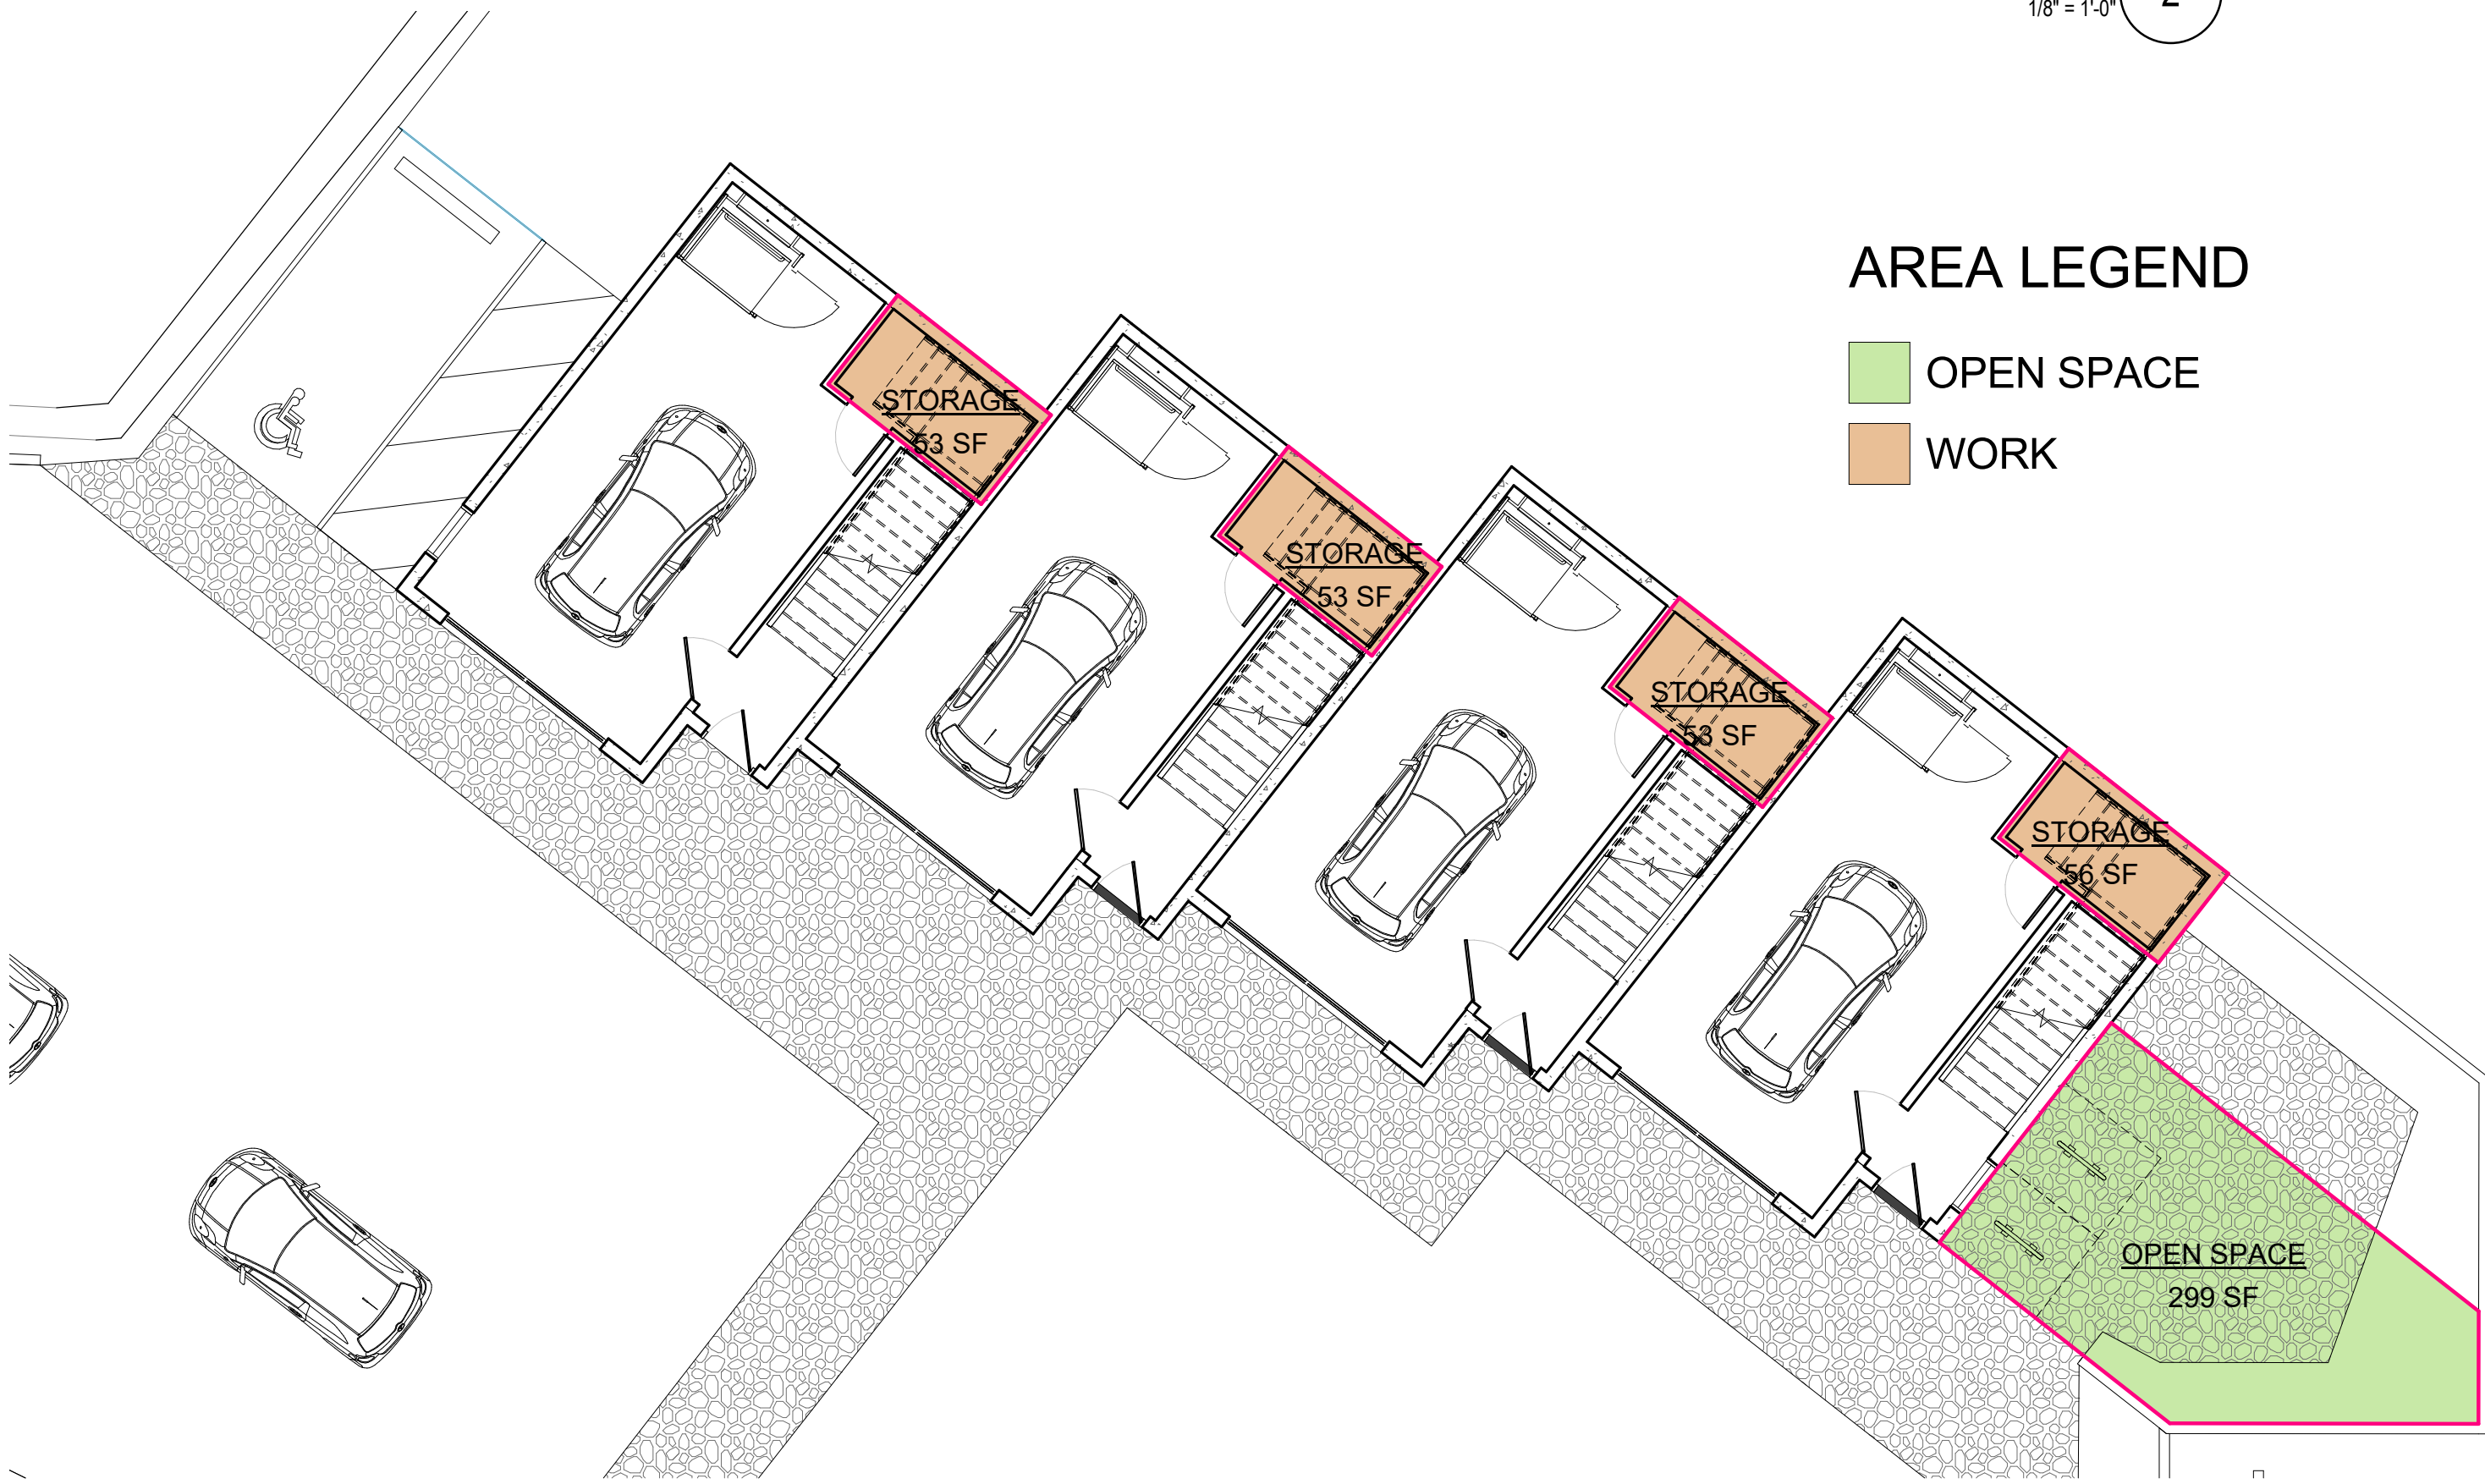 1/8" = 1'-0"
2
AREA LEGEND
OPEN SPACE
WORK
STORAGE
53 SF
STORAGE
53 SF
STORAGE
53 SF
STORAGE
56 SF
OPEN SPACE
299 SF